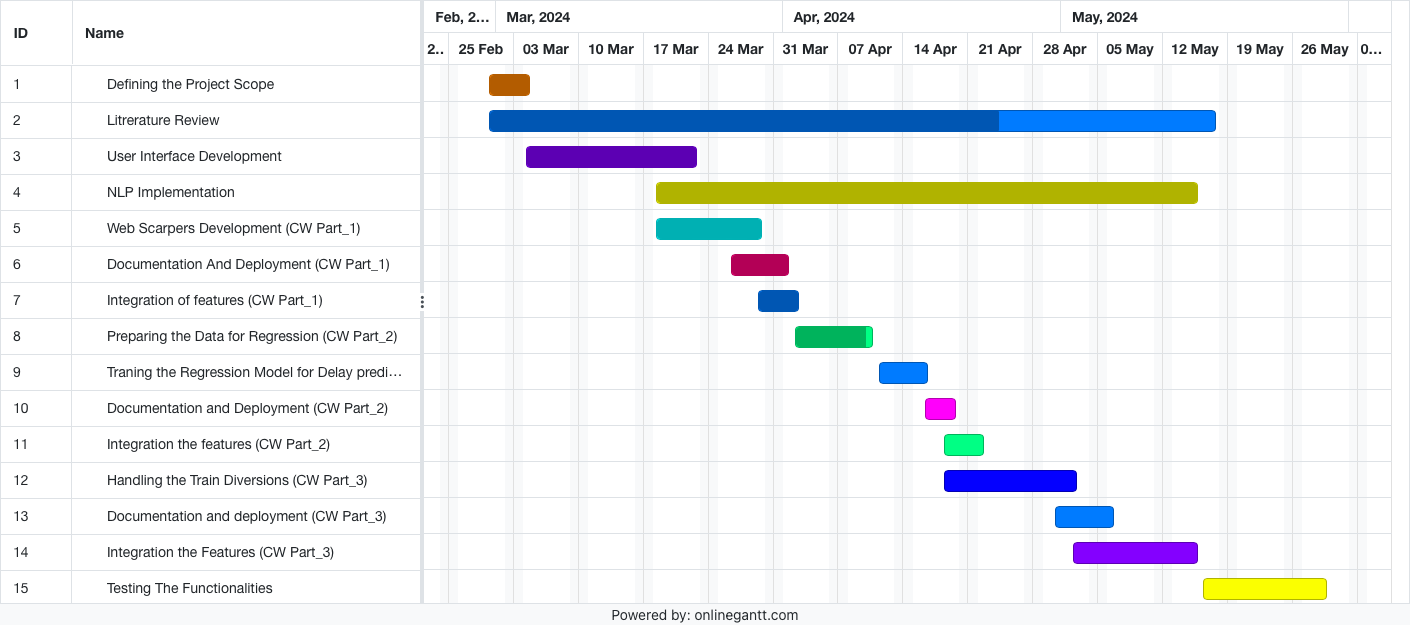 ID Name Feb, 2... Mar, 2024 Apr, 2024 May, 2024
2.. 25 Feb 03 Mar 10 Mar 17 Mar 24 Mar 31 Mar 07 Apr 14 Apr 21 Apr 28 Apr 05 May 12 May 19 May 26 May 0...
1 Defining the Project Scope
2 Litrerature Review
3 User Interface Development
4 NLP Implementation
5 Web Scarpers Development (CW Part_1)
6 Documentation And Deployment (CW Part_1)
7 Integration of features (CW Part_1)
8 Preparing the Data for Regression (CW Part_2)
9 Traning the Regression Model for Delay predi...
10 Documentation and Deployment (CW Part_2)
11 Integration the features (CW Part_2)
12 Handling the Train Diversions (CW Part_3)
13 Documentation and deployment (CW Part_3)
14 Integration the Features (CW Part_3)
15 Testing The Functionalities
Powered by: onlinegantt.com